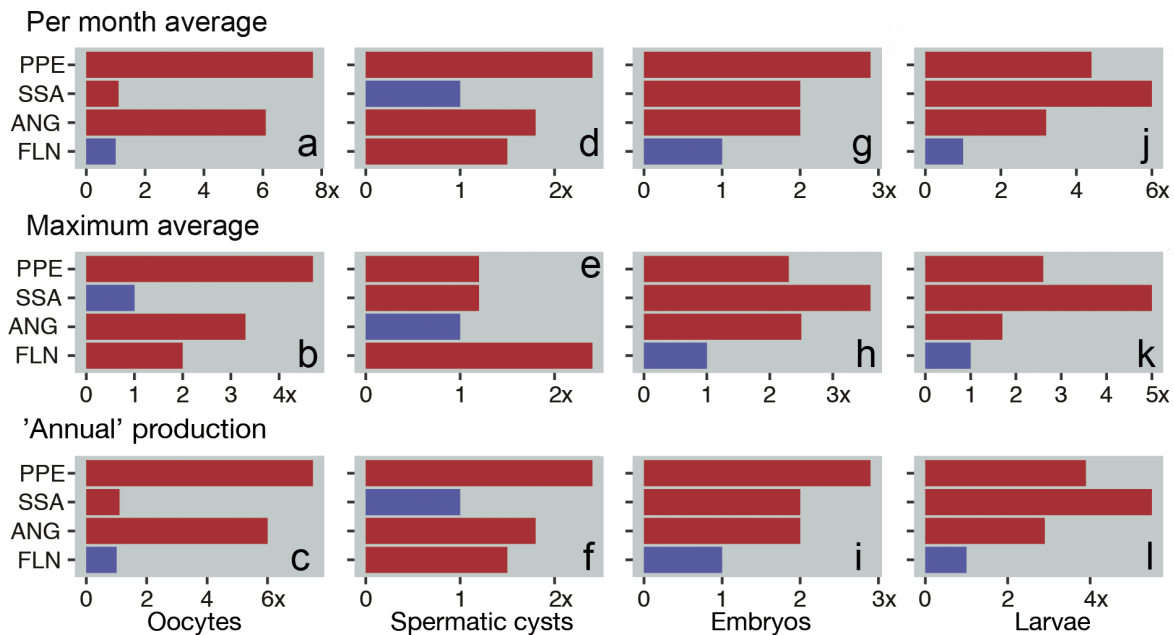 Per month average
PPE
SSA
ANG
FLN
a
d
g
j
0 2 4 6 8x
0 1 2x
0 1 2 3x
0 2 4 6x
Maximum average
PPE
SSA
ANG
FLN
b
e
h
k
0 1 2 3 4x
0 1 2x
0 1 2 3x
0 1 2 3 4 5x
'Annual' production
PPE
SSA
ANG
FLN
c
f
i
l
0 2 4 6x
0 1 2x
0 1 2 3x
0 2 4x
Oocytes
Spermatic cysts
Embryos
Larvae